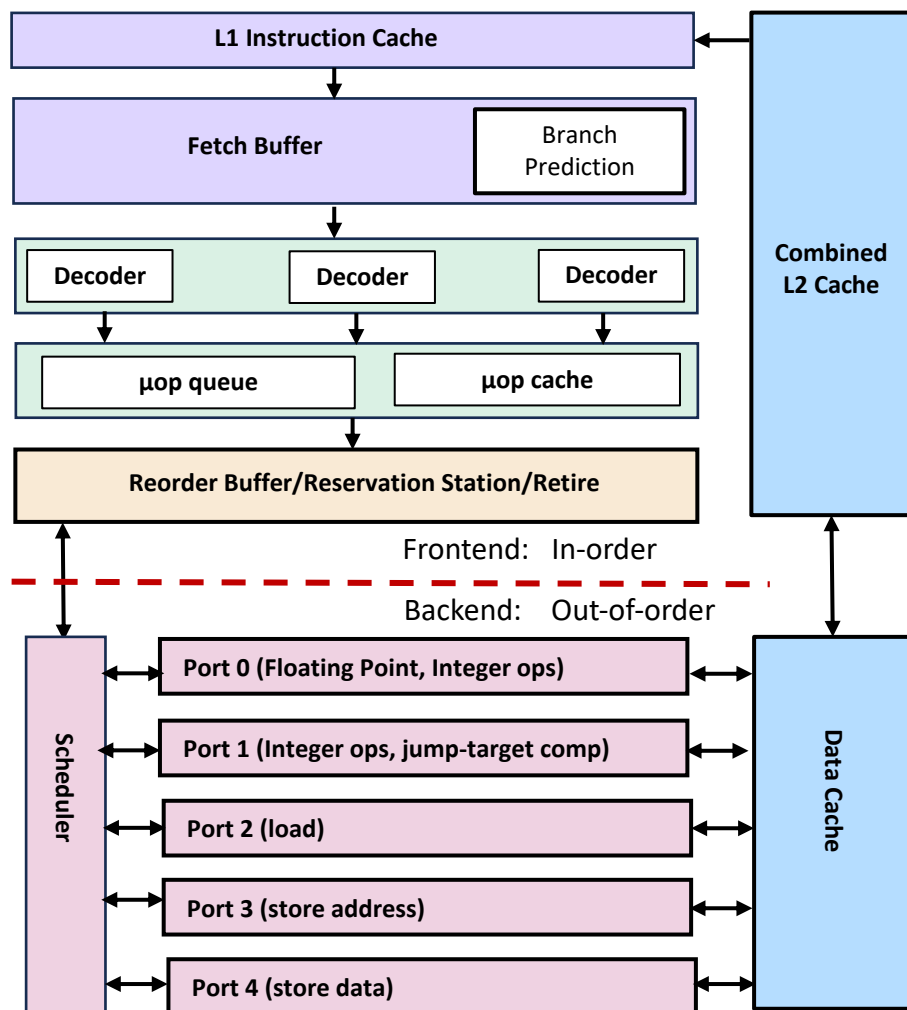 L1 Instruction Cache
Fetch Buffer
Branch
Prediction
Combined
L2 Cache
Decoder
Decoder
Decoder
μop queue
μop cache
Reorder Buffer/Reservation Station/Retire
Frontend: In-order
Backend: Out-of-order
Scheduler
Port 0 (Floating Point, Integer ops)
Port 1 (Integer ops, jump-target comp)
Port 2 (load)
Port 3 (store address)
Port 4 (store data)
Data Cache